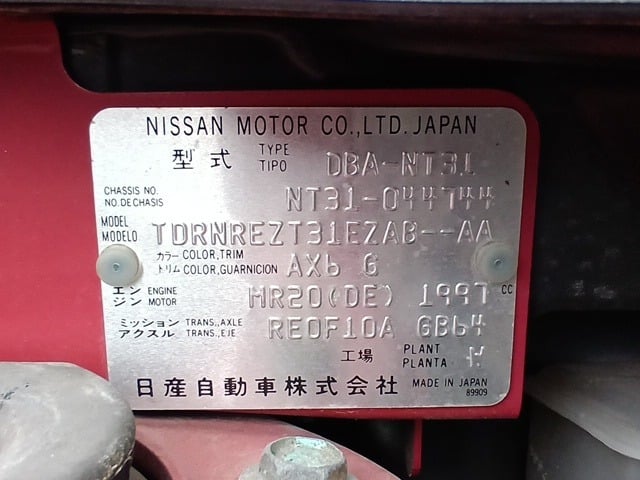 NISSAN MOTOR CO.,LTD. JAPAN
型式 TYPE TIPO DBA-NT31
CHASSIS NO. NO.DE CHASIS NT31-044744
MODEL MODELO TDRNREZT31EZAB--AA
カラー COLOR,TRIM トリム COLOR,GUARNICION AX6 G
エンジン ENGINE MOTOR MR20(DE) 1997 CC
ミッション TRANS.,AXLE アクスル TRANS.,EJE RE0F10A GB64
工場 PLANT PLANTA
日産自動車株式会社 MADE IN JAPAN
89909